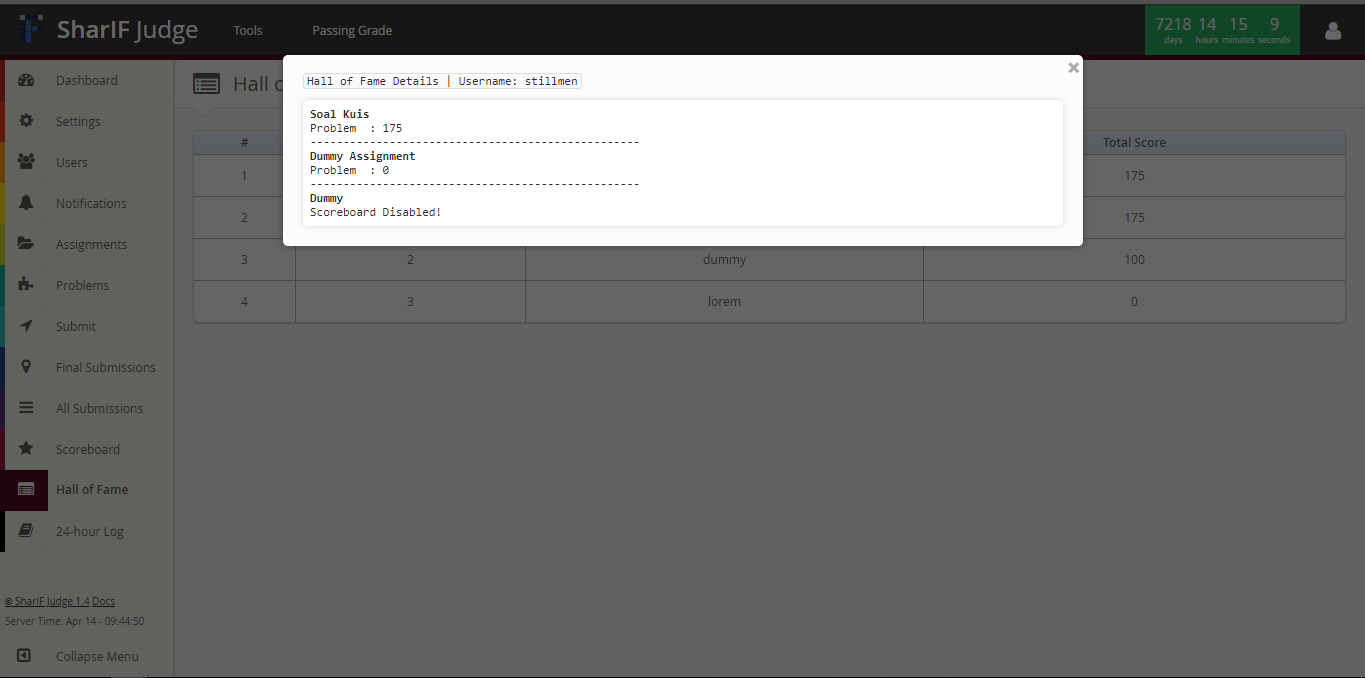 SharIF Judge
Tools
Passing Grade
7218 14 15 9
days hours minutes seconds
Dashboard
Settings
Users
Notifications
Assignments
Problems
Submit
Final Submissions
All Submissions
Scoreboard
Hall of Fame
24-hour Log
© SharIF Judge 1.4 Docs
Server Time: Apr 14 - 09:44:50
Collapse Menu
Hall o
Hall of Fame Details | Username: stillmen
Soal Kuis
Problem : 175
--------------------------------------------------
Dummy Assignment
Problem : 0
--------------------------------------------------
Dummy
Scoreboard Disabled!
# Total Score
1 175
2 175
3 2 dummy 100
4 3 lorem 0